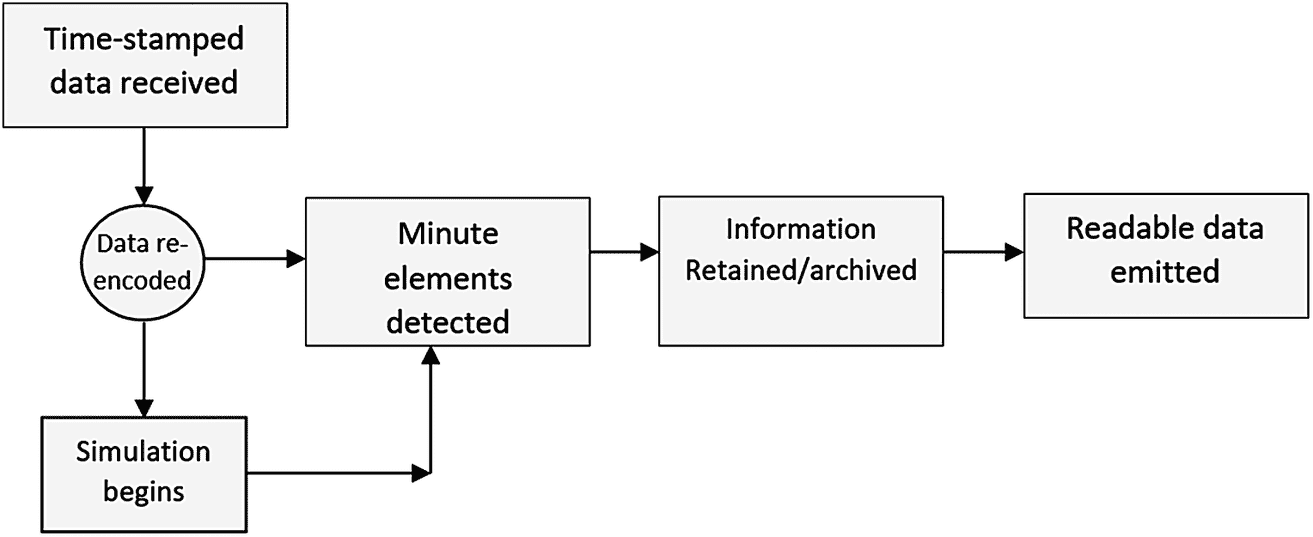 Time-stamped
data received
Data re-
encoded
Minute
elements
detected
Information
Retained/archived
Readable data
emitted
Simulation
begins